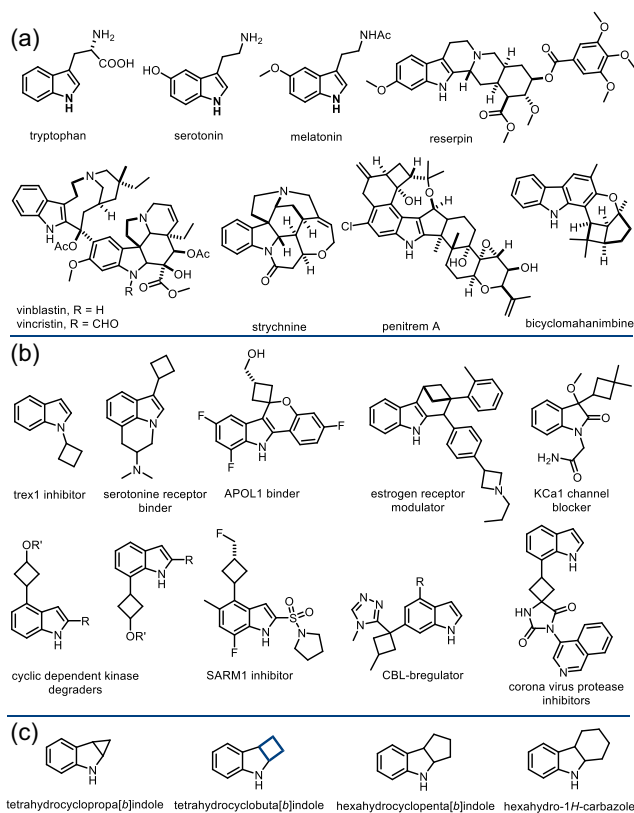 (a)
NH2
COOH
N
H
tryptophan
HO
NH2
N
H
serotonin
O
NHAc
N
H
melatonin
O
N
H
N
H
H
O
O
O
O
O
O
O
O
reserpin
N
N
H
H
O
AcO
O
N
R
N
H
OAc
OH
O
O
vinblastin, R = H
vincristin, R = CHO
N
H
N
H
H
O
O
H
strychnine
H
H
OH
O
H
Cl
N
H
HO
O
H
H
OH
O
H
penitrem A
N
H
O
H
H
bicyclomahanimbine
(b)
N
trex1 inhibitor
N
N
serotonine receptor
binder
OH
O
F
F
N
H
F
APOL1 binder
N
H
N
estrogen receptor
modulator
O
O
N
H2N
O
KCa1 channel
blocker
OR'
R
N
H
R
N
H
OR'
cyclic dependent kinase
degraders
F
O
S
O
N
H
N
F
SARM1 inhibitor
N
N
N
R
N
H
CBL-bregulator
N
H
HN
O
N
O
N
corona virus protease
inhibitors
(c)
N
H
tetrahydrocyclopropa[b]indole
N
H
tetrahydrocyclobuta[b]indole
N
H
hexahydrocyclopenta[b]indole
N
H
hexahydro-1H-carbazole